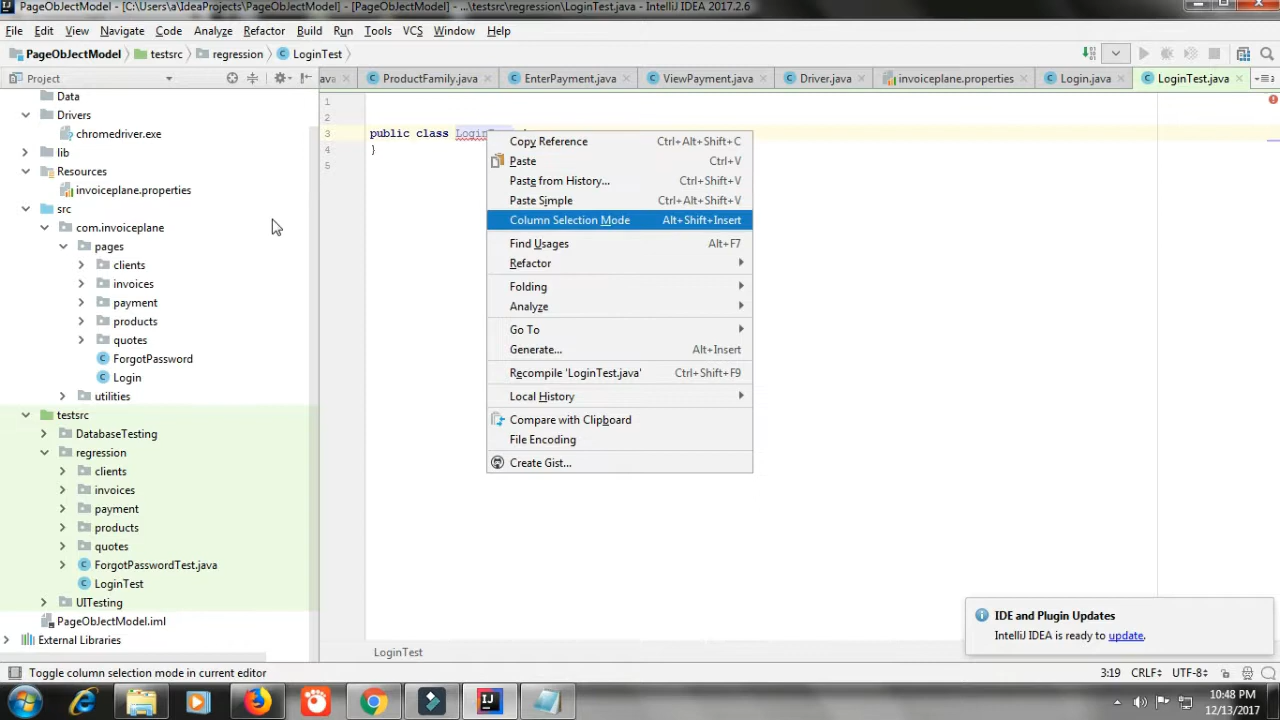 PageObJectModel - [C:\Users\a\IdeaProjects\PageObJectModel] - [PageObJectModel] - ...\testsrc\regression\LoginTest.java - IntelliJ IDEA 2017.2.6
File Edit View Navigate Code Analyze Refactor Build Run Tools VCS Window Help
PageObJectModel testsrc regression LoginTest
Project
ava ProductFamily.java EnterPayment.java ViewPayment.java Driver.java invoiceplane.properties Login.java LoginTest.java
Data
Drivers
chromedriver.exe
lib
Resources
invoiceplane.properties
src
com.invoiceplane
pages
clients
invoices
payment
products
quotes
ForgotPassword
Login
utilities
testsrc
DatabaseTesting
regression
clients
invoices
payment
products
quotes
ForgotPasswordTest.java
LoginTest
UITesting
PageObJectModel.iml
External Libraries
1
2
3 public class Login
4 }
5
Copy Reference Ctrl+Alt+Shift+C
Paste Ctrl+V
Paste from History... Ctrl+Shift+V
Paste Simple Ctrl+Alt+Shift+V
Column Selection Mode Alt+Shift+Insert
Find Usages Alt+F7
Refactor
Folding
Analyze
Go To
Generate... Alt+Insert
Recompile 'LoginTest.java' Ctrl+Shift+F9
Local History
Compare with Clipboard
File Encoding
Create Gist...
IDE and Plugin Updates
IntelliJ IDEA is ready to update.
LoginTest
Toggle column selection mode in current editor 3:19 CRLF UTF-8
10:48 PM
12/13/2017